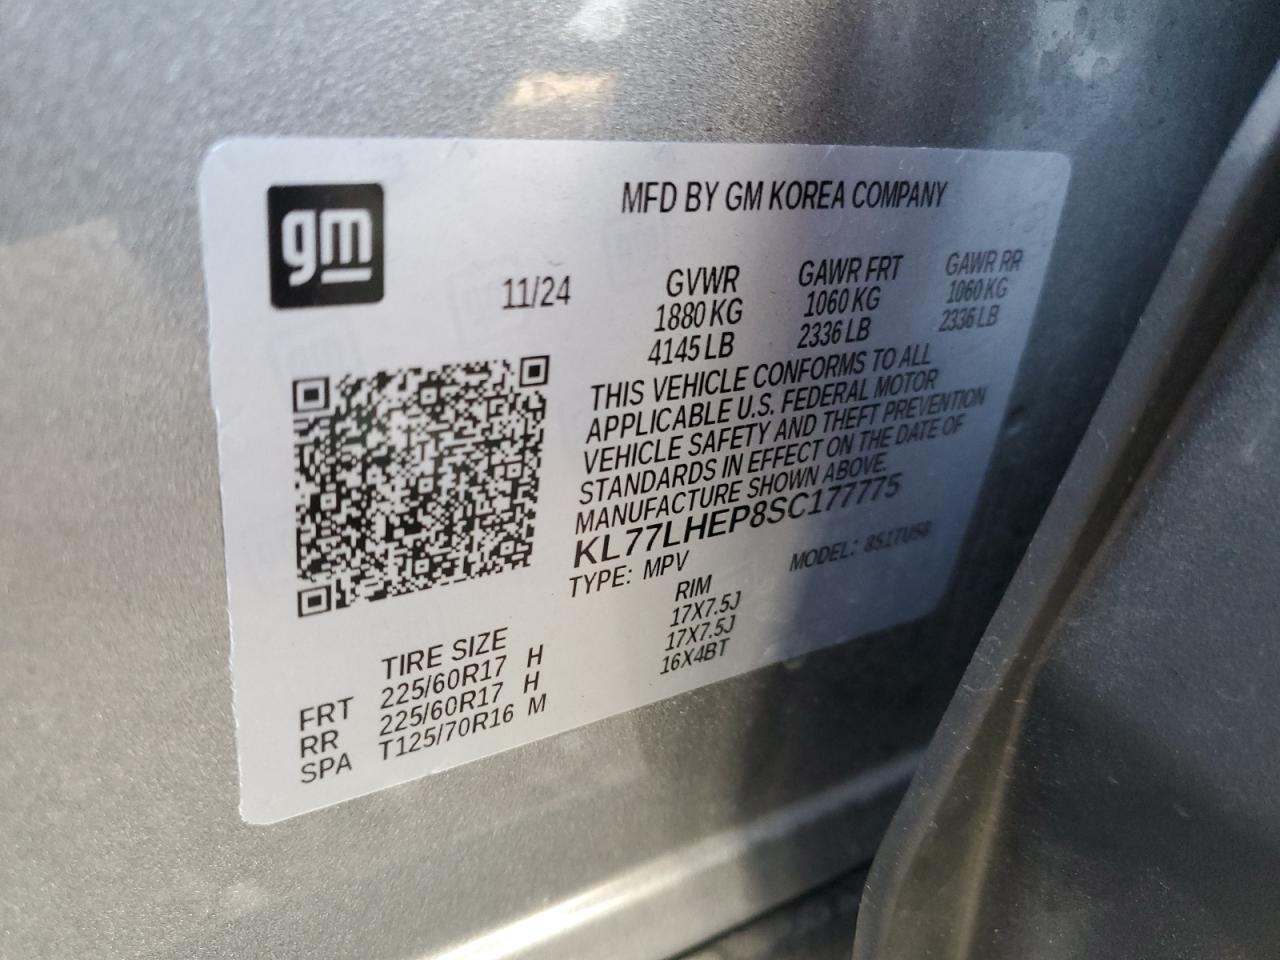 gm
MFD BY GM KOREA COMPANY
11/24
GVWR GAWR FRT GAWR RR
1880 KG 1060 KG 1060 KG
4145 LB 2336 LB 2336 LB
THIS VEHICLE CONFORMS TO ALL
APPLICABLE U.S. FEDERAL MOTOR
VEHICLE SAFETY AND THEFT PREVENTION
STANDARDS IN EFFECT ON THE DATE OF
MANUFACTURE SHOWN ABOVE.
KL77LHEP8SC177775
TYPE: MPV MODEL:
TIRE SIZE RIM
FRT 225/60R17 H 17X7.5J
RR 225/60R17 H 17X7.5J
SPA T125/70R16 M 16X4BT